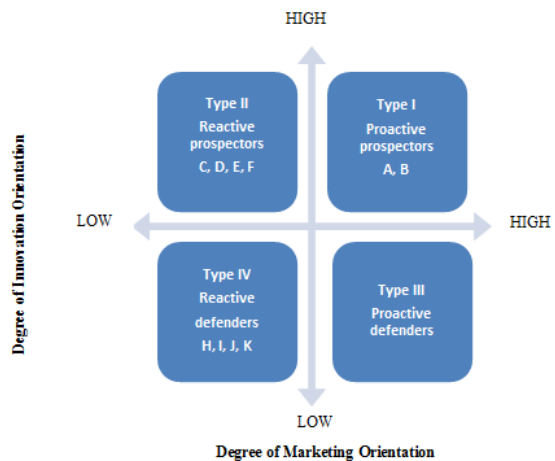 HIGH
Type II
Reactive
prospectors
C, D, E, F
Type I
Proactive
prospectors
A, B
Degree of Innovation Orientation
LOW
HIGH
Type IV
Reactive
defenders
H, I, J, K
Type III
Proactive
defenders
LOW
Degree of Marketing Orientation